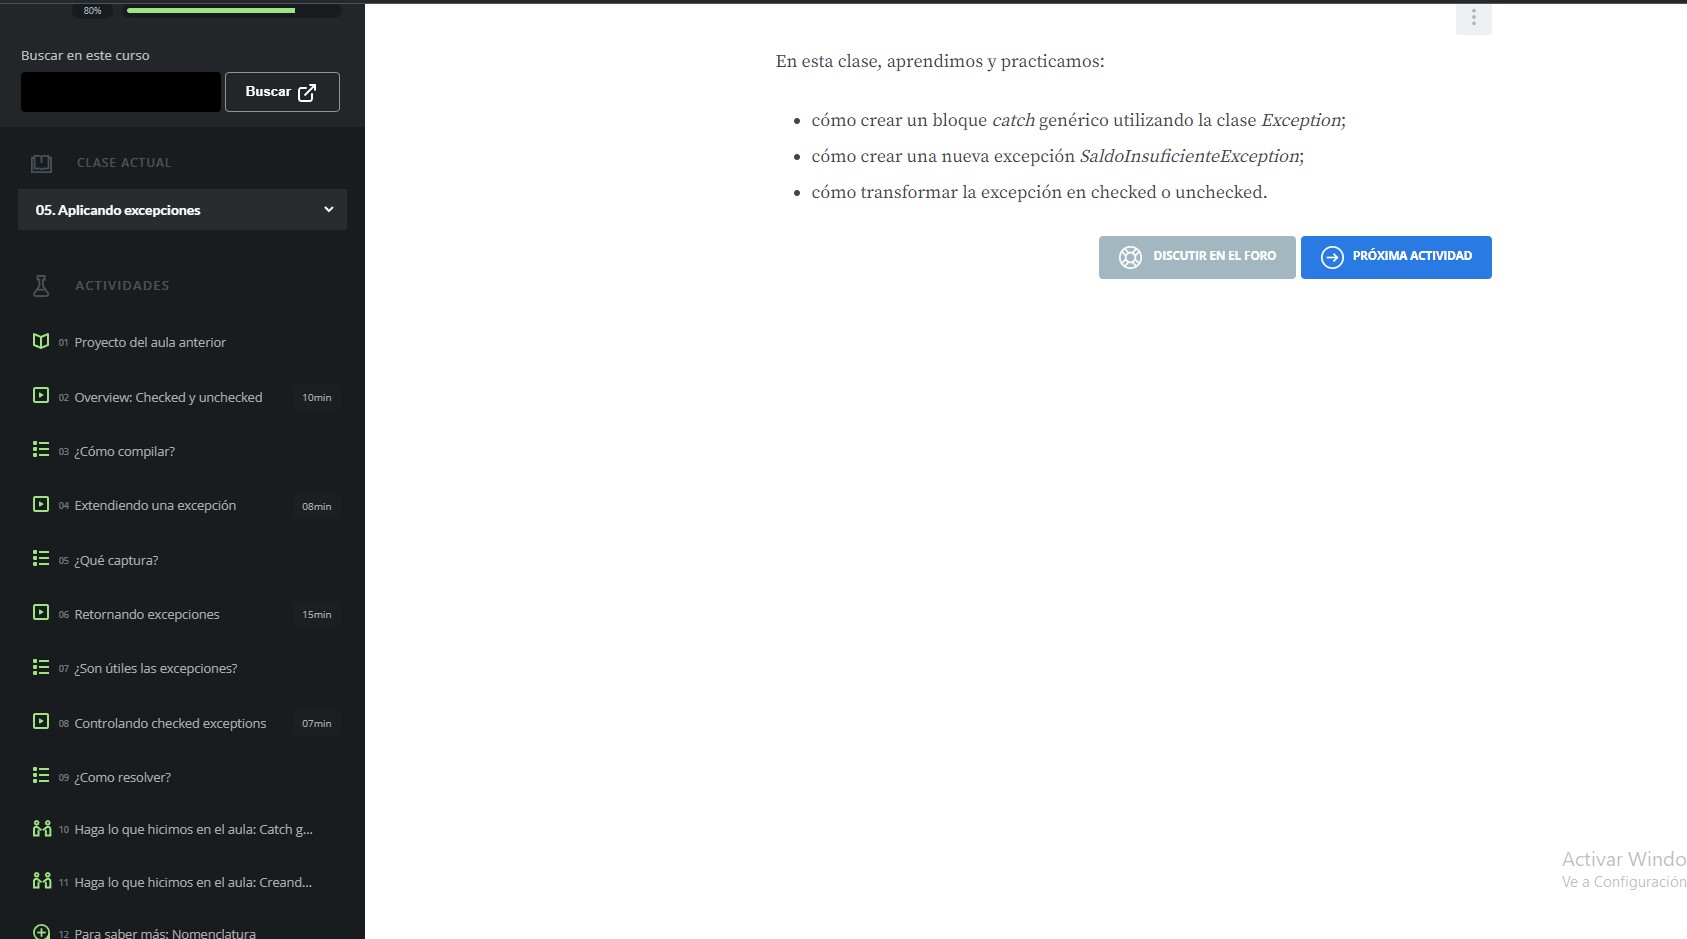 80%
Buscar en este curso
Buscar
CLASE ACTUAL
05. Aplicando excepciones
ACTIVIDADES
01 Proyecto del aula anterior
02 Overview: Checked y unchecked 10min
03 ¿Cómo compilar?
04 Extendiendo una excepción 08min
05 ¿Qué captura?
06 Retornando excepciones 15min
07 ¿Son útiles las excepciones?
08 Controlando checked exceptions 07min
09 ¿Como resolver?
10 Haga lo que hicimos en el aula: Catch g...
11 Haga lo que hicimos en el aula: Creand...
12 Para saber más: Nomenclatura
En esta clase, aprendimos y practicamos:
• cómo crear un bloque catch genérico utilizando la clase Exception;
• cómo crear una nueva excepción SaldoInsuficienteException;
• cómo transformar la excepción en checked o unchecked.
DISCUTIR EN EL FORO
PRÓXIMA ACTIVIDAD
Activar Windo
Ve a Configuración